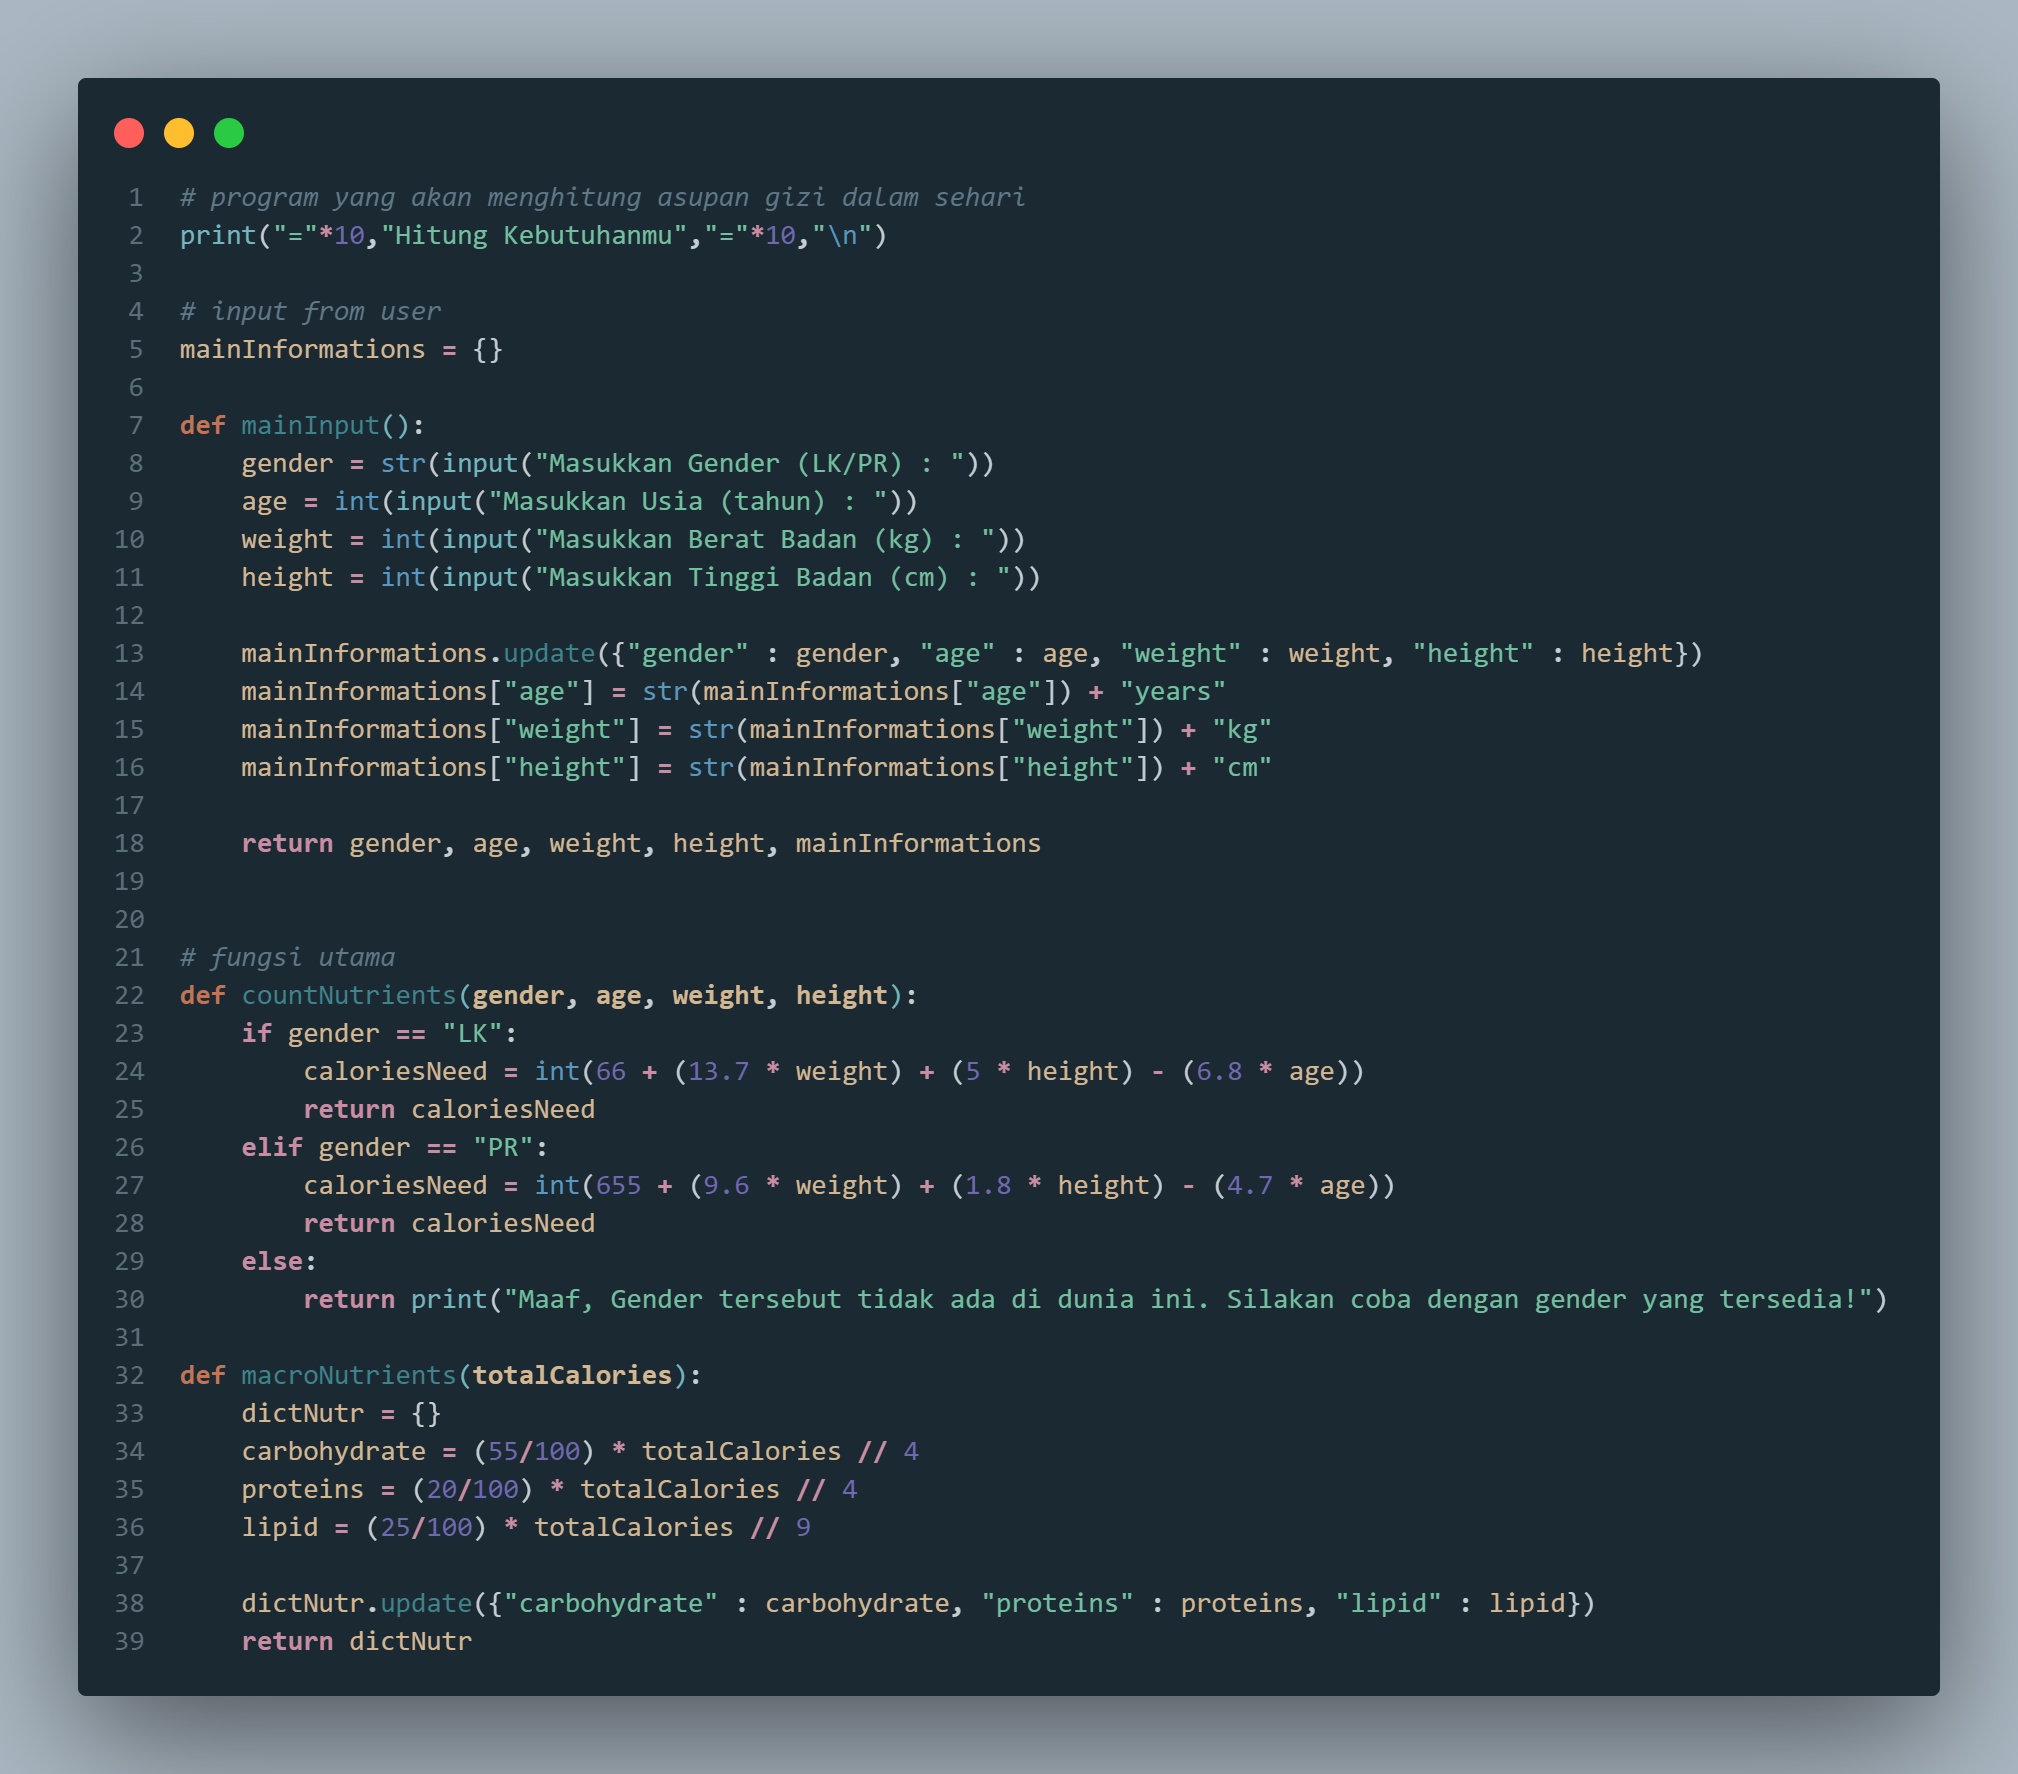 1 # program yang akan menghitung asupan gizi dalam sehari
2 print("="*10,"Hitung Kebutuhanmu","="*10,"\n")
3
4 # input from user
5 mainInformations = {}
6
7 def mainInput():
8     gender = str(input("Masukkan Gender (LK/PR) : "))
9     age = int(input("Masukkan Usia (tahun) : "))
10     weight = int(input("Masukkan Berat Badan (kg) : "))
11     height = int(input("Masukkan Tinggi Badan (cm) : "))
12
13     mainInformations.update({"gender" : gender, "age" : age, "weight" : weight, "height" : height})
14     mainInformations["age"] = str(mainInformations["age"]) + "years"
15     mainInformations["weight"] = str(mainInformations["weight"]) + "kg"
16     mainInformations["height"] = str(mainInformations["height"]) + "cm"
17
18     return gender, age, weight, height, mainInformations
19
20
21 # fungsi utama
22 def countNutrients(gender, age, weight, height):
23     if gender == "LK":
24         caloriesNeed = int(66 + (13.7 * weight) + (5 * height) - (6.8 * age))
25         return caloriesNeed
26     elif gender == "PR":
27         caloriesNeed = int(655 + (9.6 * weight) + (1.8 * height) - (4.7 * age))
28         return caloriesNeed
29     else:
30         return print("Maaf, Gender tersebut tidak ada di dunia ini. Silakan coba dengan gender yang tersedia!")
31
32 def macroNutrients(totalCalories):
33     dictNutr = {}
34     carbohydrate = (55/100) * totalCalories // 4
35     proteins = (20/100) * totalCalories // 4
36     lipid = (25/100) * totalCalories // 9
37
38     dictNutr.update({"carbohydrate" : carbohydrate, "proteins" : proteins, "lipid" : lipid})
39     return dictNutr